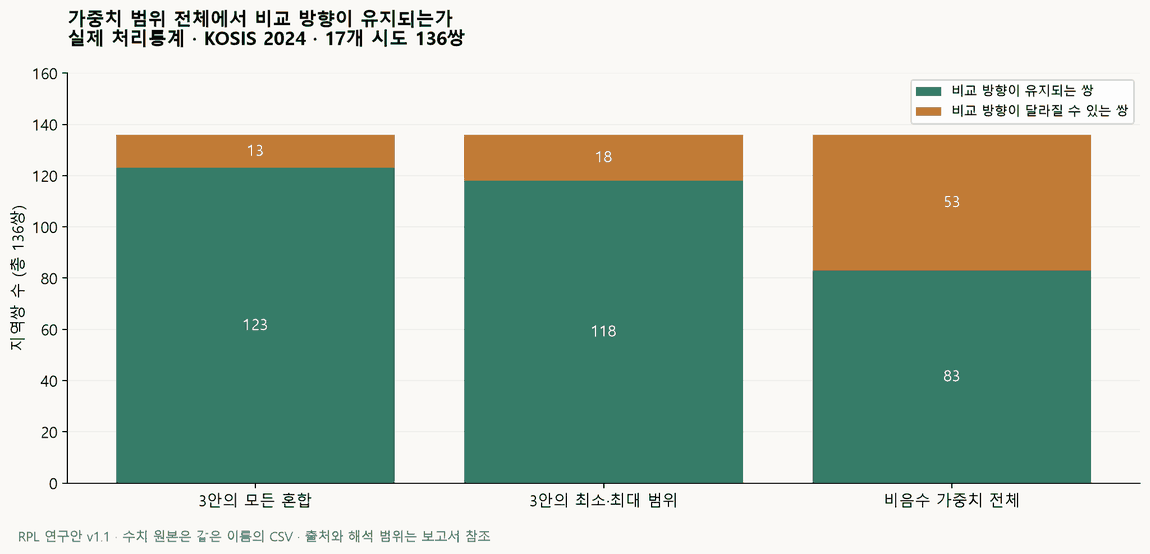 가중치 범위 전체에서 비교 방향이 유지되는가
실제 처리통계 · KOSIS 2024 · 17개 시도 136쌍
비교 방향이 유지되는 쌍
비교 방향이 달라질 수 있는 쌍
지역쌍 수 (총 136쌍)
160
140
120
100
80
60
40
20
0
13
123
18
118
53
83
3안의 모든 혼합
3안의 최소·최대 범위
비음수 가중치 전체
RPL 연구안 v1.1 · 수치 원본은 같은 이름의 CSV · 출처와 해석 범위는 보고서 참조